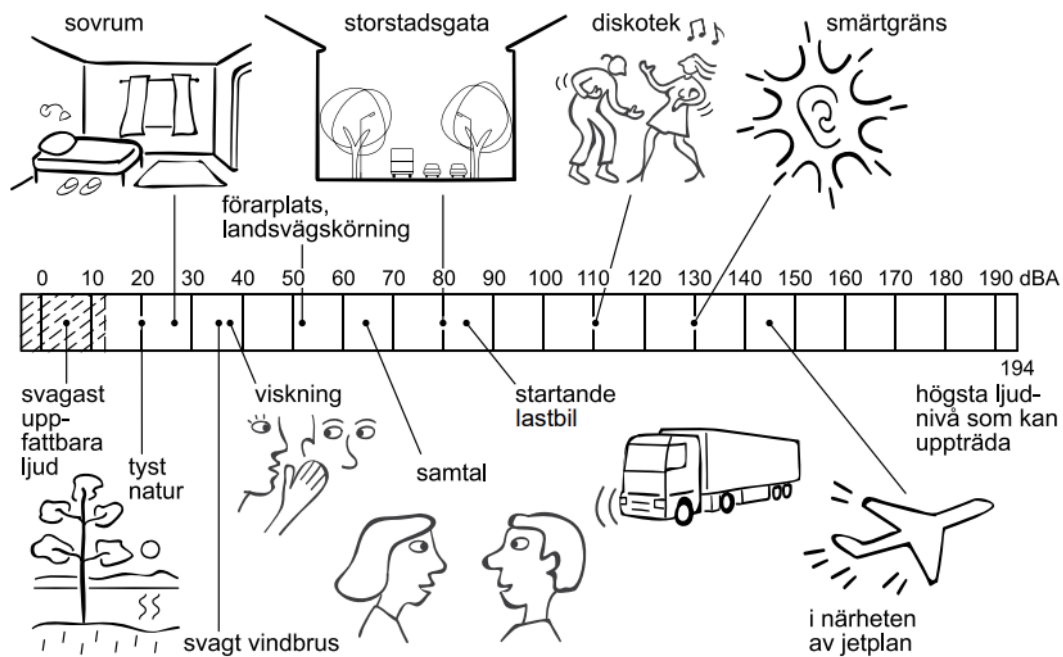 sovrum
storstadsgata
diskotek
smärtgräns
förarplats,
landsvägskörning
0 10 20 30 40 50 60 70 80 90 100 110 120 130 140 150 160 170 180 190 dBA
194
svagast
upp-
fattbara
ljud
tyst
natur
svagt vindbrus
viskning
samtal
startande
lastbil
i närheten
av jetplan
högsta ljud-
nivå som kan
uppträda